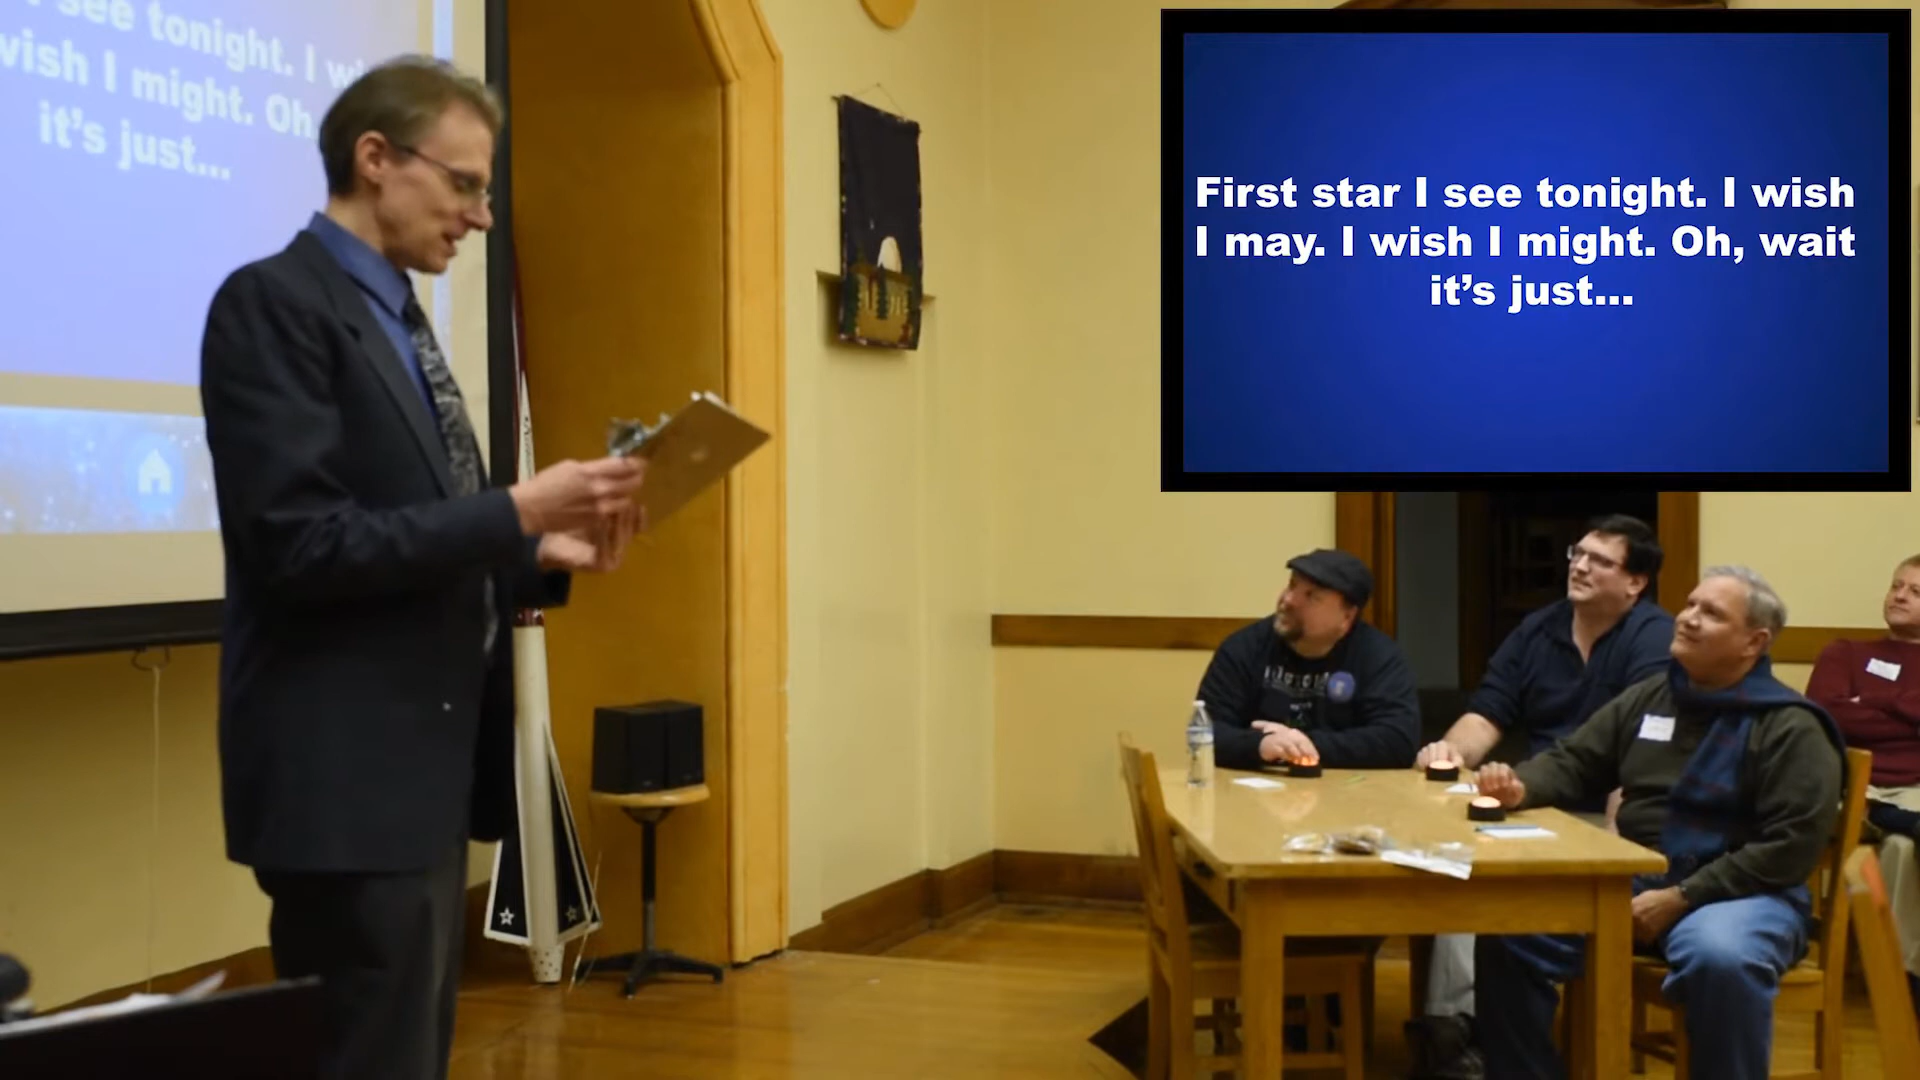 see tonight. I wi
wish I might. Oh,
it's just...
First star I see tonight. I wish
I may. I wish I might. Oh, wait
it's just...